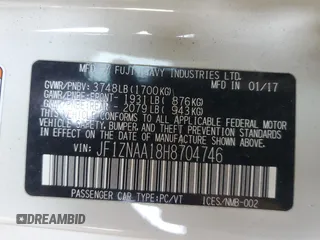 MFD BY FUJI HEAVY INDUSTRIES LTD.
MFD IN 01/17
GVWR/PNBV: 3748LB(1700KG)
GAWR/PNBE-FRONT- 1931LB( 876KG)
2079LB( 943KG)
THIS VEHICLE CONFORMS TO ALL APPLICABLE
FEDERAL MOTOR VEHICLE SAFETY, BUMPER, AND
THEFT PREVENTION STANDARDS IN EFFECT ON
THE DATE OF MANUFACTURE SHOWN ABOVE.
VIN: JF1ZNAA18H8704746
PASSENGER CAR TYPE:PC/VT
ICES/NMB-002
DREAMBID